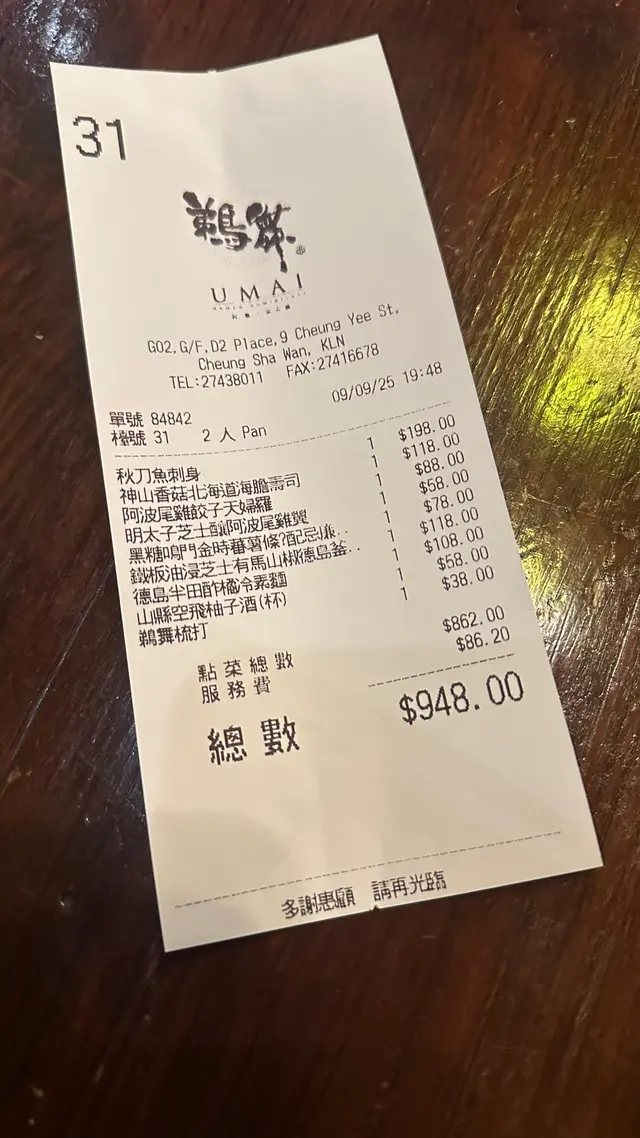 31
鵜舞
UMAI
G02,G/F,D2 Place,9 Cheung Yee St,
Cheung Sha Wan, KLN
TEL:27438011 FAX:27416678
09/09/25 19:48
單號 84842
檯號 31 2 人 Pan
秋刀魚刺身 1 $198.00
神山香菇北海道海膽壽司 1 $118.00
阿波尾雞餃子天婦羅 1 $88.00
明太子芝士釀阿波尾雞翼 1 $58.00
黑糖鳴門金時蕃薯條?配忌廉.. 1 $78.00
鐵板油浸芝士有馬山椒德島釜.. 1 $118.00
德島半田酢橘冷素麵 1 $108.00
山縣空飛柚子酒(杯) 1 $58.00
鵜舞梳打 1 $38.00
點菜總數 $862.00
服務費 $86.20
總數 $948.00
多謝惠顧 請再光臨